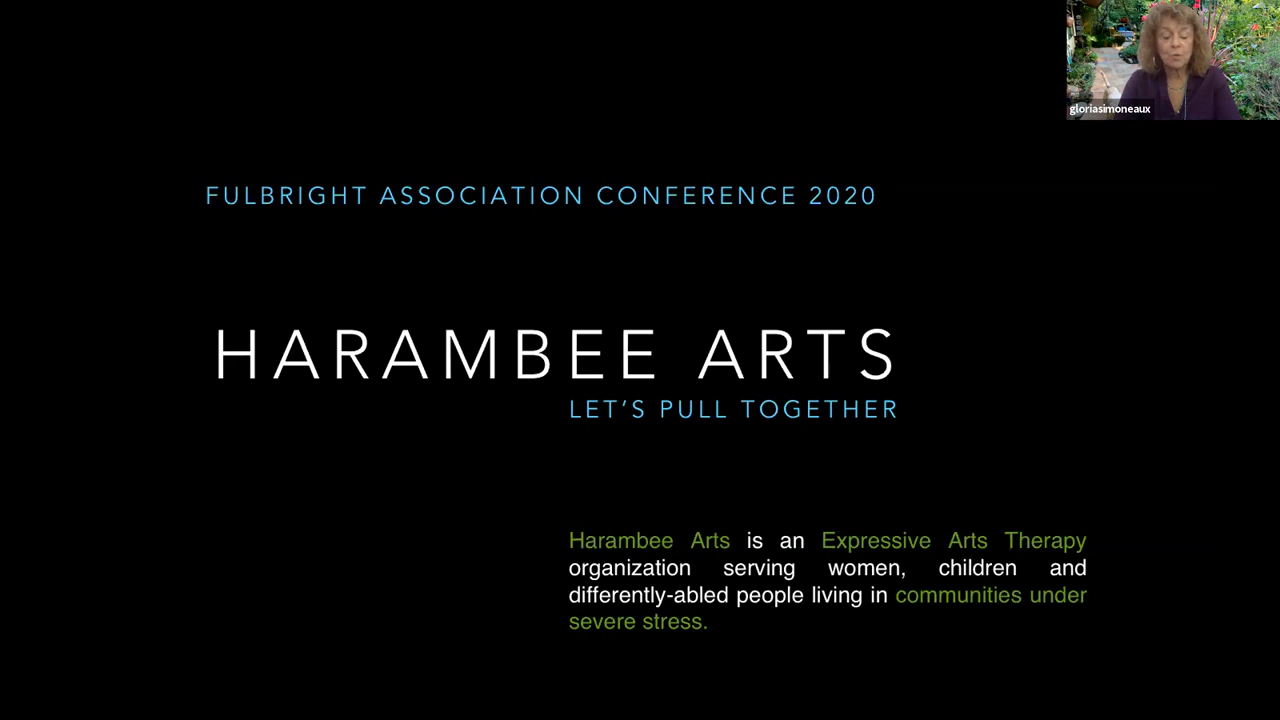 gloriasimoneaux
FULBRIGHT ASSOCIATION CONFERENCE 2020
HARAMBEE ARTS
LET’S PULL TOGETHER
Harambee Arts is an Expressive Arts Therapy
organization serving women, children and
differently-abled people living in communities under
severe stress.